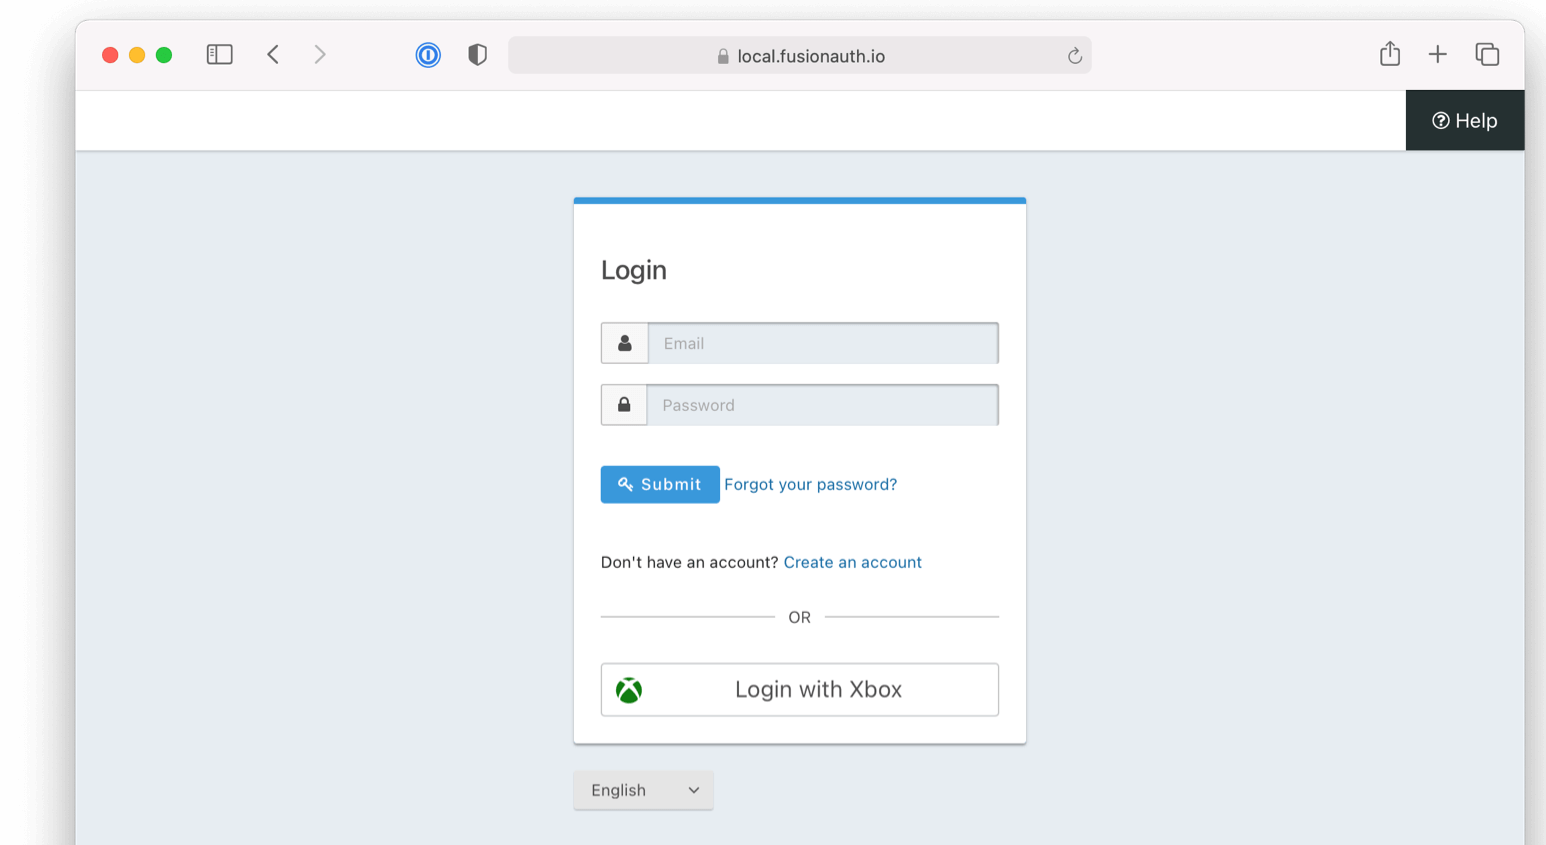 local.fusionauth.io
Help
Login
Email
Password
Submit Forgot your password?
Don't have an account? Create an account
OR
Login with Xbox
English